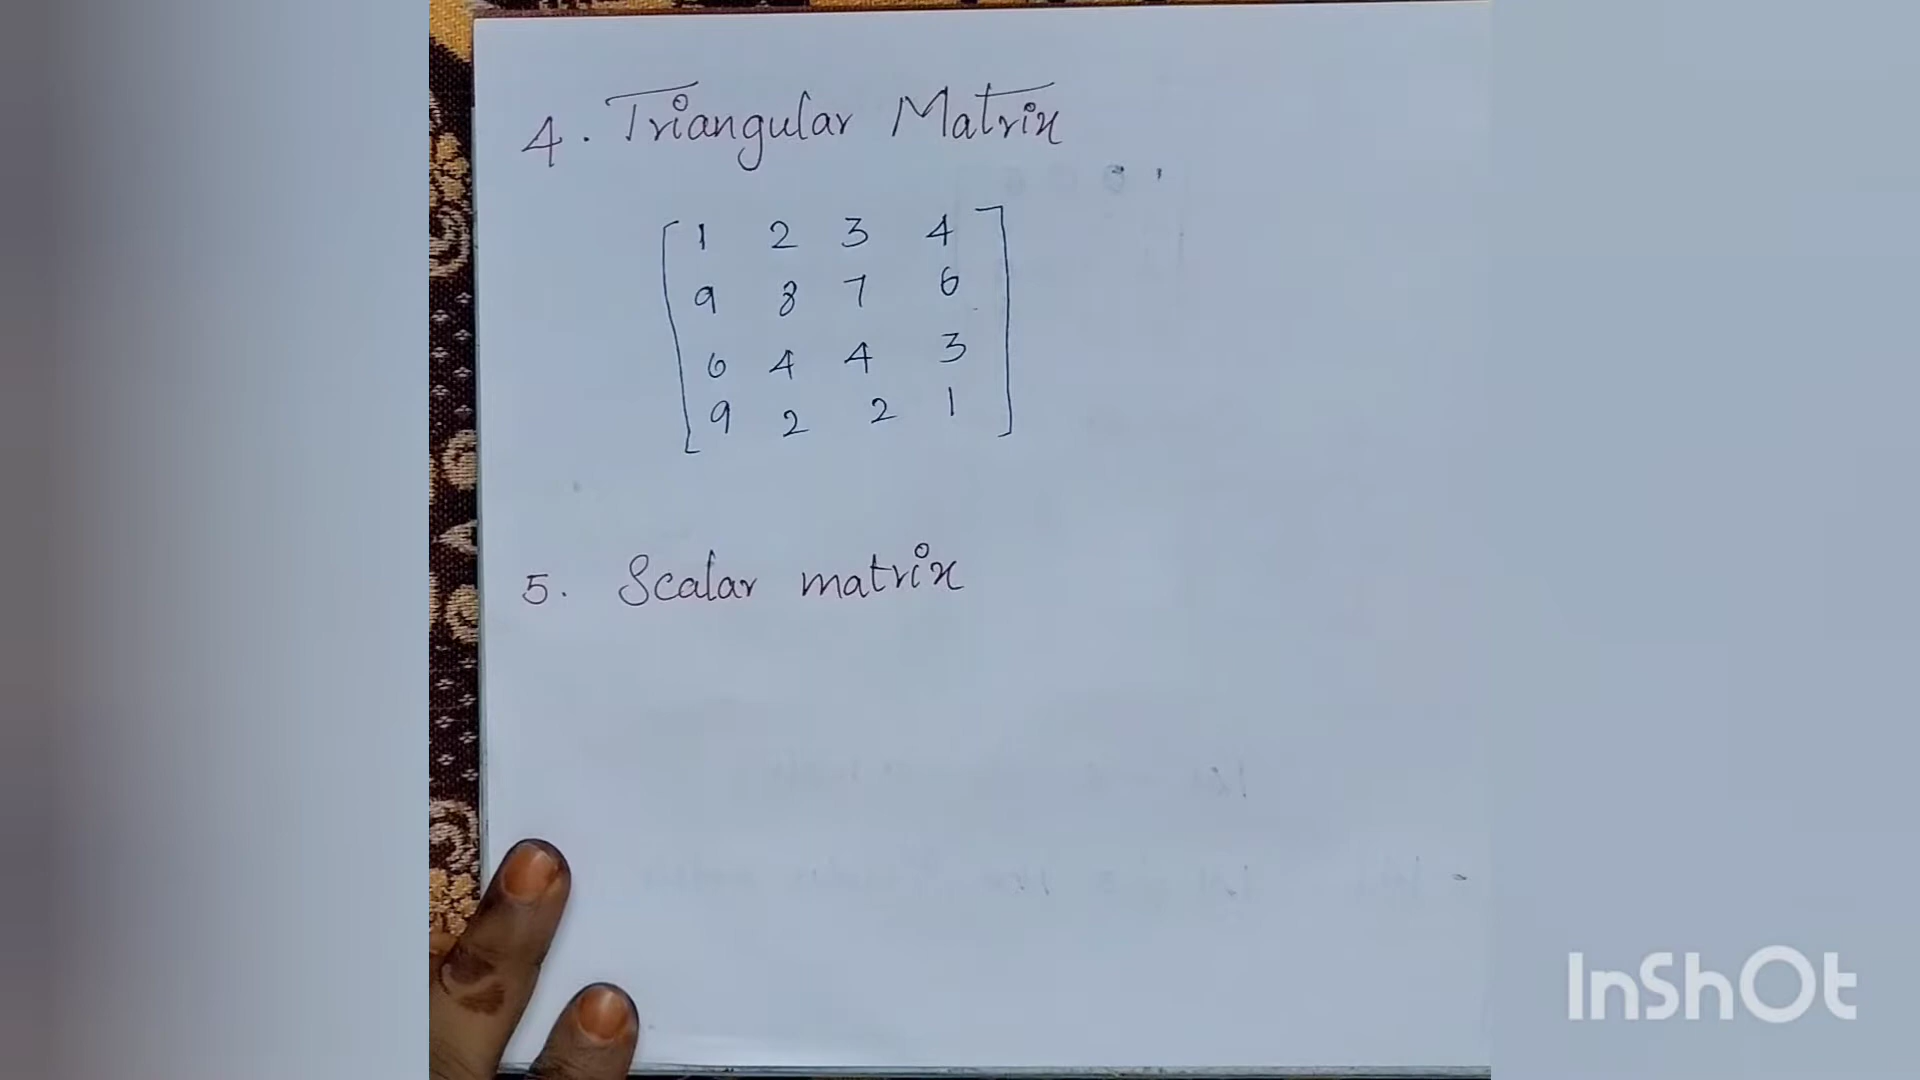 4. Triangular Matrix
1 2 3 4
9 8 7 6
6 4 4 3
9 2 2 1
5. Scalar matrix
InShOt